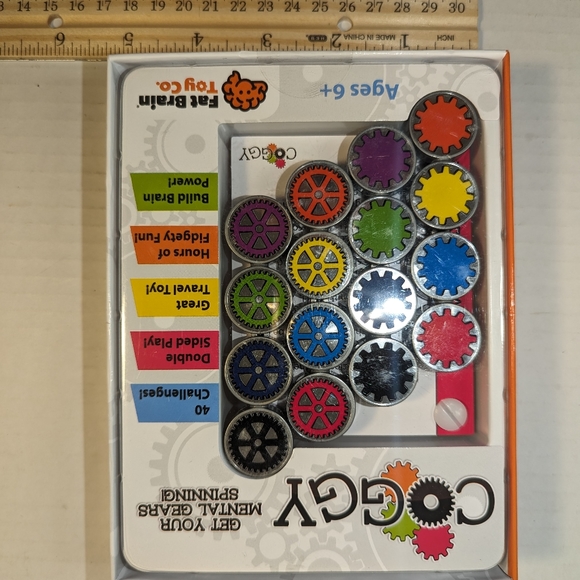 COGGY
GET YOUR
MENTAL GEARS
SPINNING!
40
Challenges!
Double
Sided Play!
Great
Travel Toy!
Hours of
Fidgety Fun!
Build Brain
Power!
COGGY
Ages 6+
Fat Brain
Toy Co.
INCH
1
2
3
4
5
6
MADE IN CHINA
30 29 28 27 26 25 24 23 22 21 20 19 18 17 16 15 14